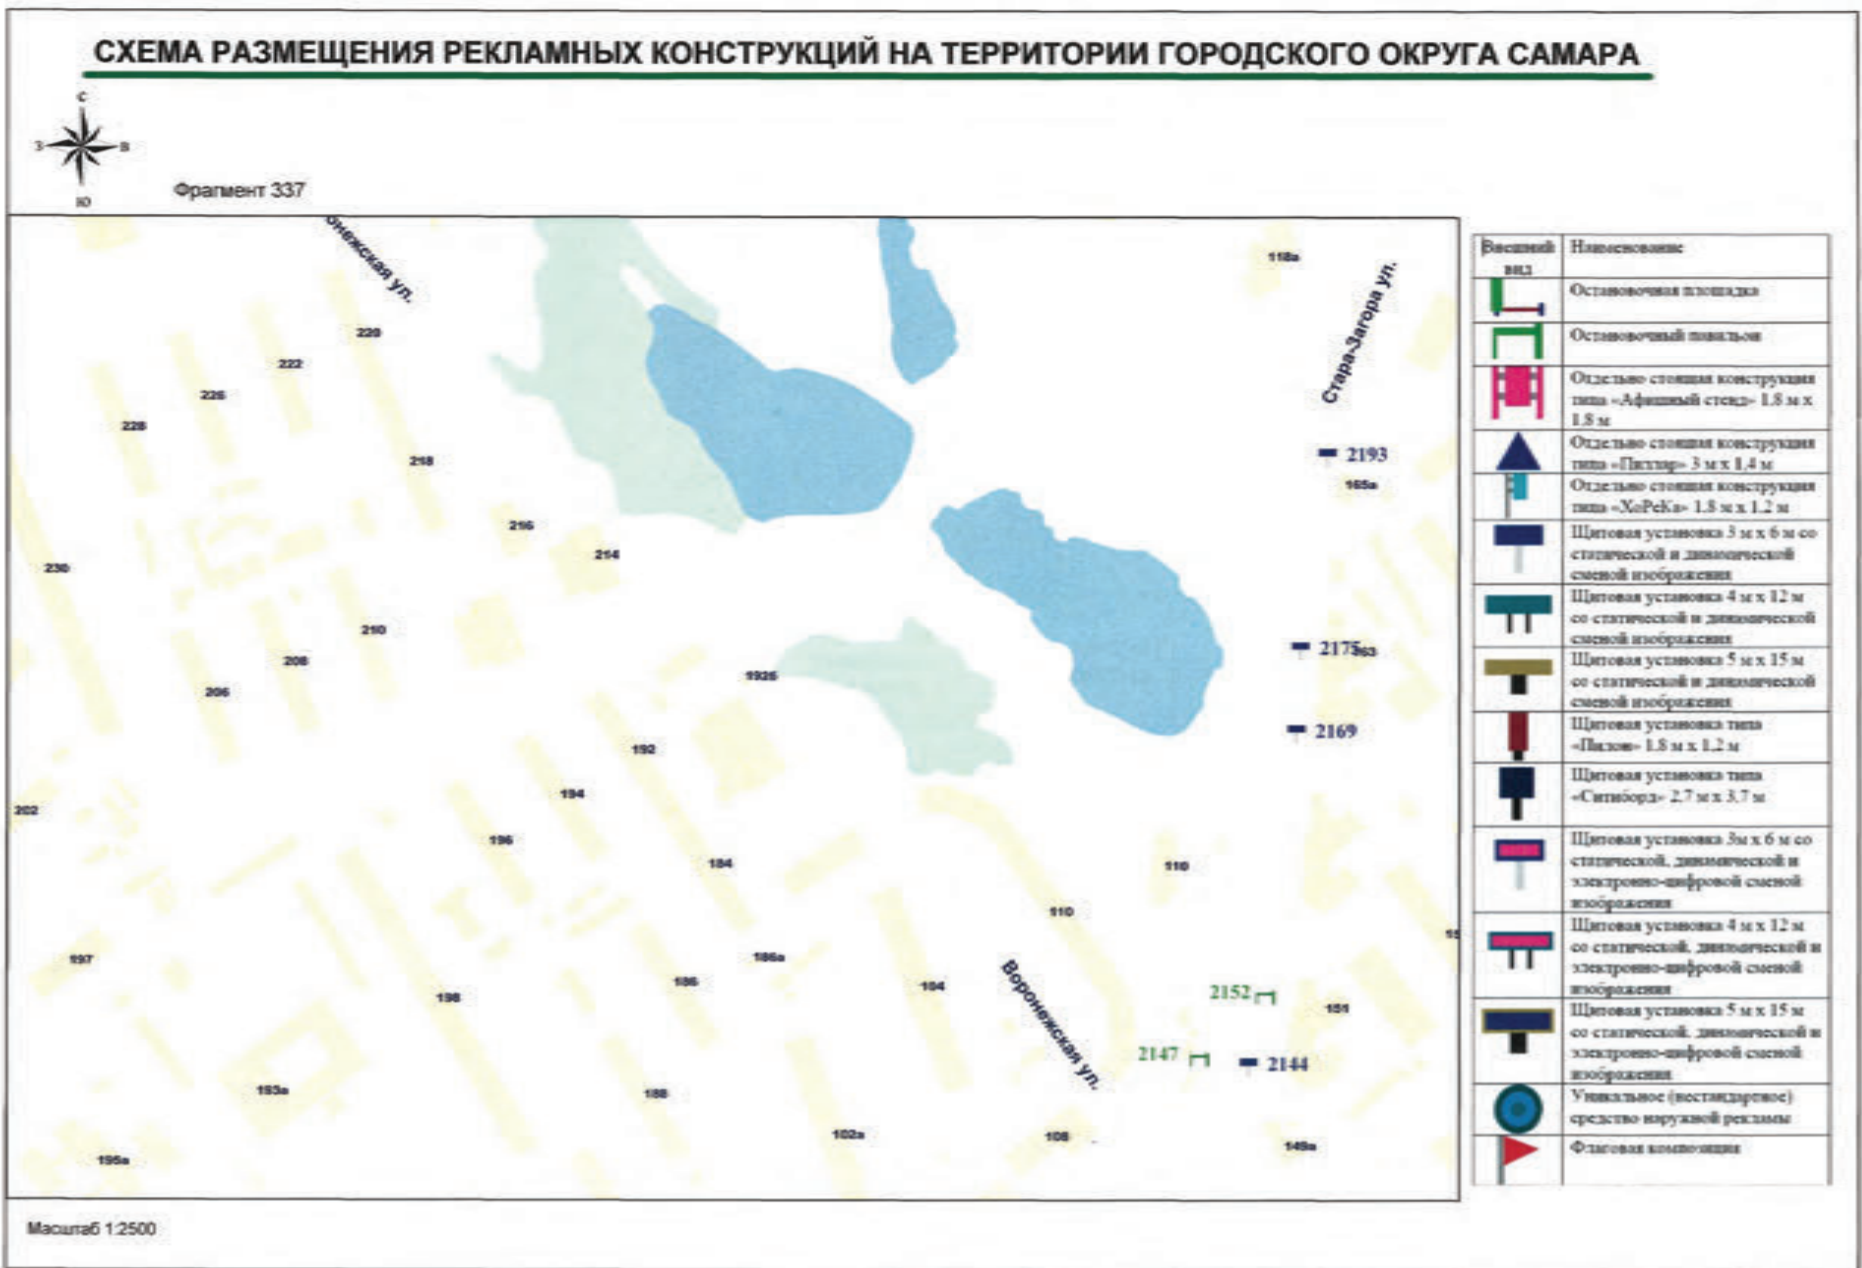 СХЕМА РАЗМЕЩЕНИЯ РЕКЛАМНЫХ КОНСТРУКЦИЙ НА ТЕРРИТОРИИ ГОРОДСКОГО ОКРУГА САМАРА
С
З В
Ю
Фрагмент 337
онежская ул.
118а
Стара-Загора ул.
220
222
226
228
218
2193
165а
216
214
230
210
208
206
2175
63
192б
2169
192
194
202
196
184
110
110
15
197
186а
186
184
198
Воронежская ул.
2152
151
2147
2144
193а
188
102а
108
149а
195а
Внешний вид
Наименование
Остановочная площадка
Остановочный павильон
Отдельно стоящая конструкция
типа «Афишный стенд» 1.8 м х
1.8 м
Отдельно стоящая конструкция
типа «Пиллар» 3 м х 1,4 м
Отдельно стоящая конструкция
типа «ХоРеКа» 1.8 м х 1.2 м
Щитовая установка 3 м х 6 м со
статической и динамической
сменой изображения
Щитовая установка 4 м х 12 м
со статической и динамической
сменой изображения
Щитовая установка 5 м х 15 м
со статической и динамической
сменой изображения
Щитовая установка типа
«Пилон» 1.8 м х 1,2 м
Щитовая установка типа
«Ситиборд» 2,7 м х 3,7 м
Щитовая установка 3м х 6 м со
статической, динамической и
электронно-цифровой сменой
изображения
Щитовая установка 4 м х 12 м
со статической, динамической и
электронно-цифровой сменой
изображения
Щитовая установка 5 м х 15 м
со статической, динамической и
электронно-цифровой сменой
изображения
Уникальное (нестандартное)
средство наружной рекламы
Флаговая композиция
Масштаб 1:2500